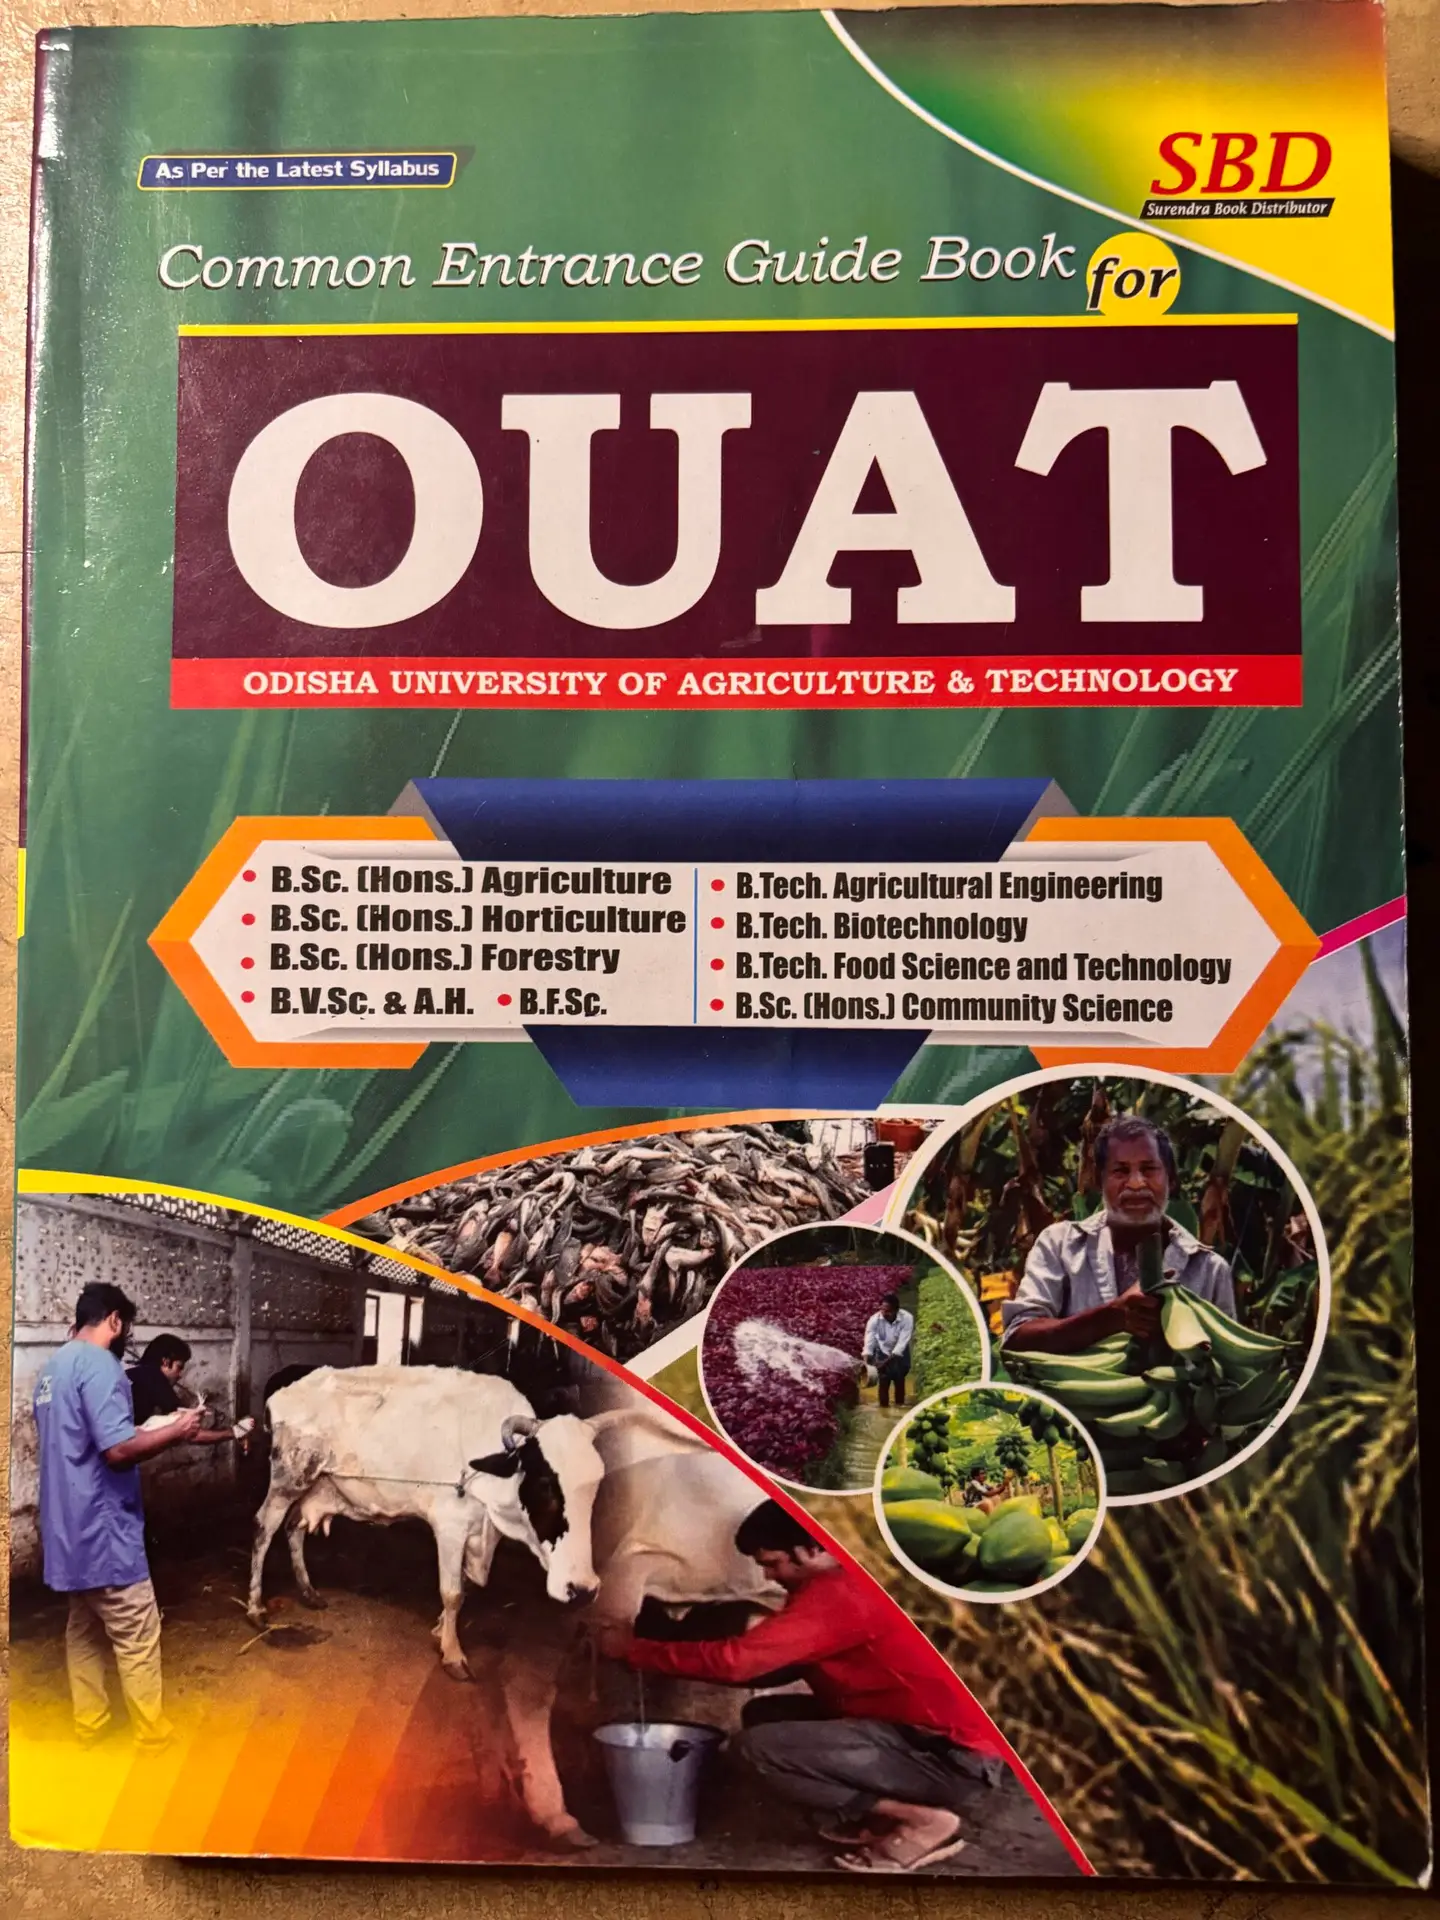 As Per the Latest Syllabus
SBD
Surendra Book Distributor
Common Entrance Guide Book for
OUAT
ODISHA UNIVERSITY OF AGRICULTURE & TECHNOLOGY
• B.Sc. (Hons.) Agriculture
• B.Sc. (Hons.) Horticulture
• B.Sc. (Hons.) Forestry
• B.V.Sc. & A.H. • B.F.Sc.
• B.Tech. Agricultural Engineering
• B.Tech. Biotechnology
• B.Tech. Food Science and Technology
• B.Sc. (Hons.) Community Science